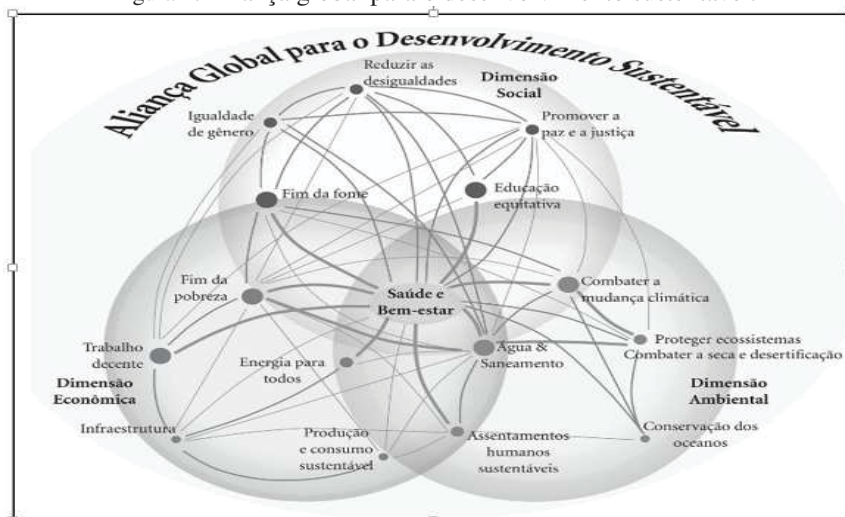 Aliança Global para o Desenvolvimento Sustentável
Reduzir as
desigualdades
Dimensão
Social
Igualdade
de gênero
Promover a
paz e a justiça
Fim da fome
Educação
equitativa
Fim da
pobreza
Saúde e
Bem-estar
Combater a
mudança climática
Trabalho
decente
Energia para
todos
Água &
Saneamento
Proteger ecossistemas
Combater a seca e desertificação
Dimensão
Econômica
Dimensão
Ambiental
Infraestrutura
Produção
e consumo
sustentável
Assentamentos
humanos
sustentáveis
Conservação dos
oceanos